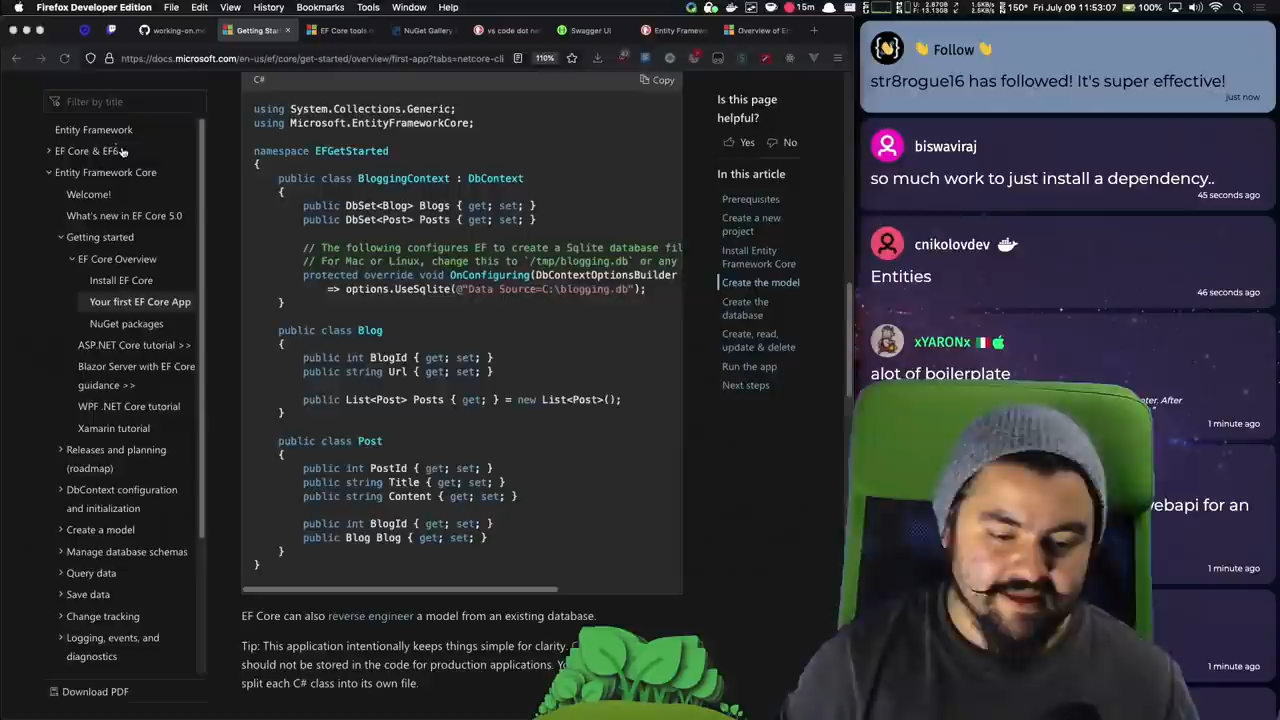 Firefox Developer Edition File Edit View History Bookmarks Tools Window Help
15m 2.87GB 1.5KB/s 150° Fri July 09 11:53:07 100%
working-on.m Getting Star EF Core tools NuGet Gallery vs code dot net Swagger UI Entity Framew Overview of En
https://docs.microsoft.com/en-us/ef/core/get-started/overview/first-app?tabs=netcore-cli
110%
Filter by title
Entity Framework
EF Core & EF6
Entity Framework Core
Welcome!
What's new in EF Core 5.0
Getting started
EF Core Overview
Install EF Core
Your first EF Core App
NuGet packages
ASP.NET Core tutorial >>
Blazor Server with EF Core
guidance >>
WPF .NET Core tutorial
Xamarin tutorial
Releases and planning
(roadmap)
DbContext configuration
and initialization
Create a model
Manage database schemas
Query data
Save data
Change tracking
Logging, events, and
diagnostics
Download PDF
C#
Copy
using System.Collections.Generic;
using Microsoft.EntityFrameworkCore;
namespace EFGetStarted
{
public class BloggingContext : DbContext
{
public DbSet<Blog> Blogs { get; set; }
public DbSet<Post> Posts { get; set; }
// The following configures EF to create a Sqlite database fil
// For Mac or Linux, change this to `/tmp/blogging.db` or any
protected override void OnConfiguring(DbContextOptionsBuilder
=> options.UseSqlite(@"Data Source=C:\blogging.db");
}
public class Blog
{
public int BlogId { get; set; }
public string Url { get; set; }
public List<Post> Posts { get; } = new List<Post>();
}
public class Post
{
public int PostId { get; set; }
public string Title { get; set; }
public string Content { get; set; }
public int BlogId { get; set; }
public Blog Blog { get; set; }
}
}
EF Core can also reverse engineer a model from an existing database.
Tip: This application intentionally keeps things simple for clarity.
should not be stored in the code for production applications.
split each C# class into its own file.
Is this page
helpful?
Yes No
In this article
Prerequisites
Create a new
project
Install Entity
Framework Core
Create the model
Create the
database
Create, read,
update & delete
Run the app
Next steps
Follow
str8rogue16 has followed! It's super effective!
just now
biswaviraj
so much work to just install a dependency..
45 seconds ago
cnikolovdev
Entities
46 seconds ago
xYARONx
alot of boilerplate
After
1 minute ago
webapi for an
1 minute ago
1 minute ago